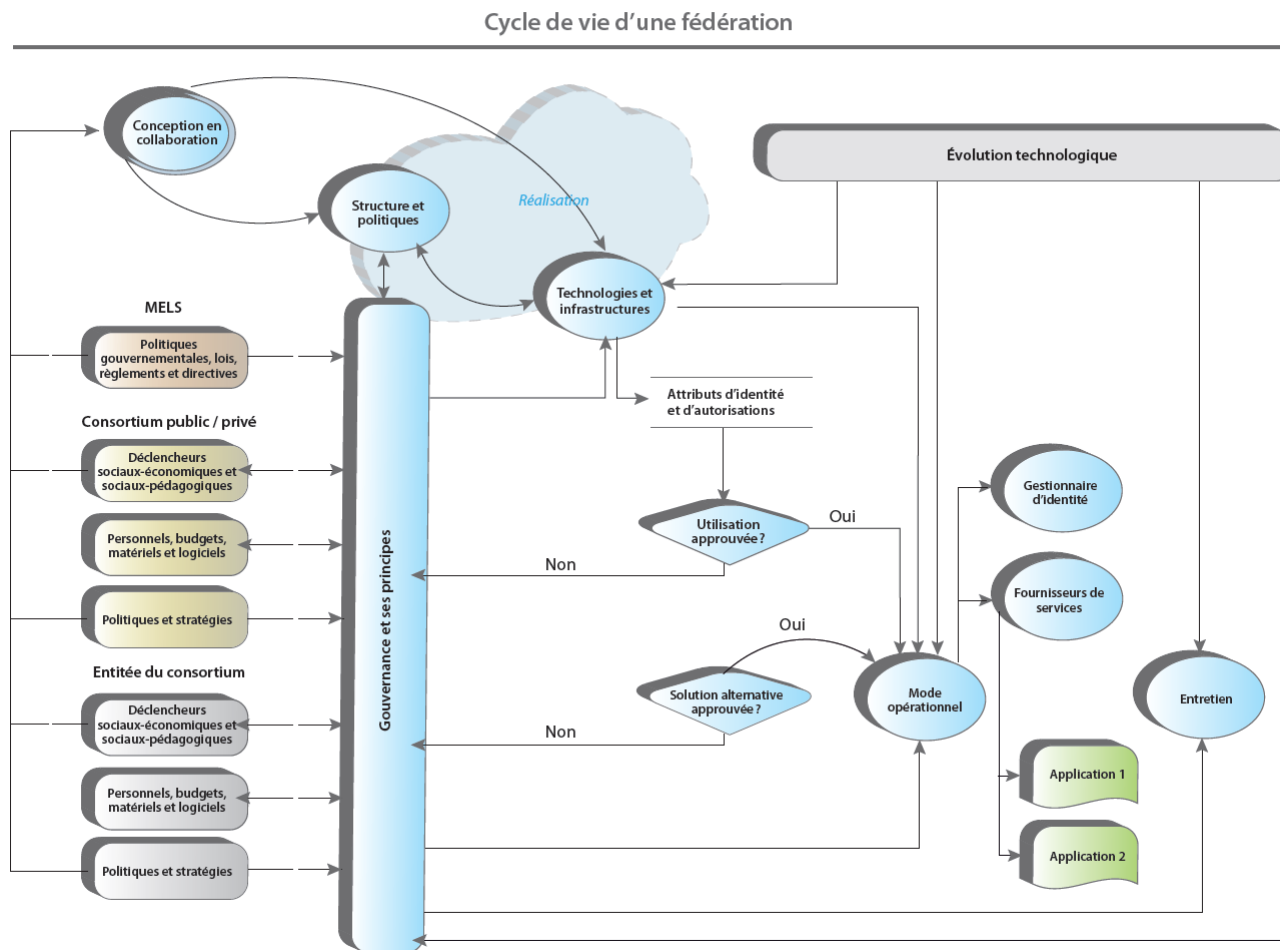 Cycle de vie d’une fédération
Conception en
collaboration
Évolution technologique
Réalisation
Structure et
politiques
Technologies et
infrastructures
MELS
Politiques
gouvernementales, lois,
règlements et directives
Attributs d’identité
et d’autorisations
Consortium public / privé
Déclencheurs
sociaux-économiques et
sociaux-pédagogiques
Gestionnaire
d’identité
Utilisation
approuvée ?
Oui
Personnels, budgets,
matériels et logiciels
Non
Gouvernance et ses principes
Fournisseurs de
services
Politiques et stratégies
Oui
Entitée du consortium
Déclencheurs
sociaux-économiques et
sociaux-pédagogiques
Solution alternative
approuvée ?
Mode
opérationnel
Entretien
Non
Personnels, budgets,
matériels et logiciels
Application 1
Politiques et stratégies
Application 2